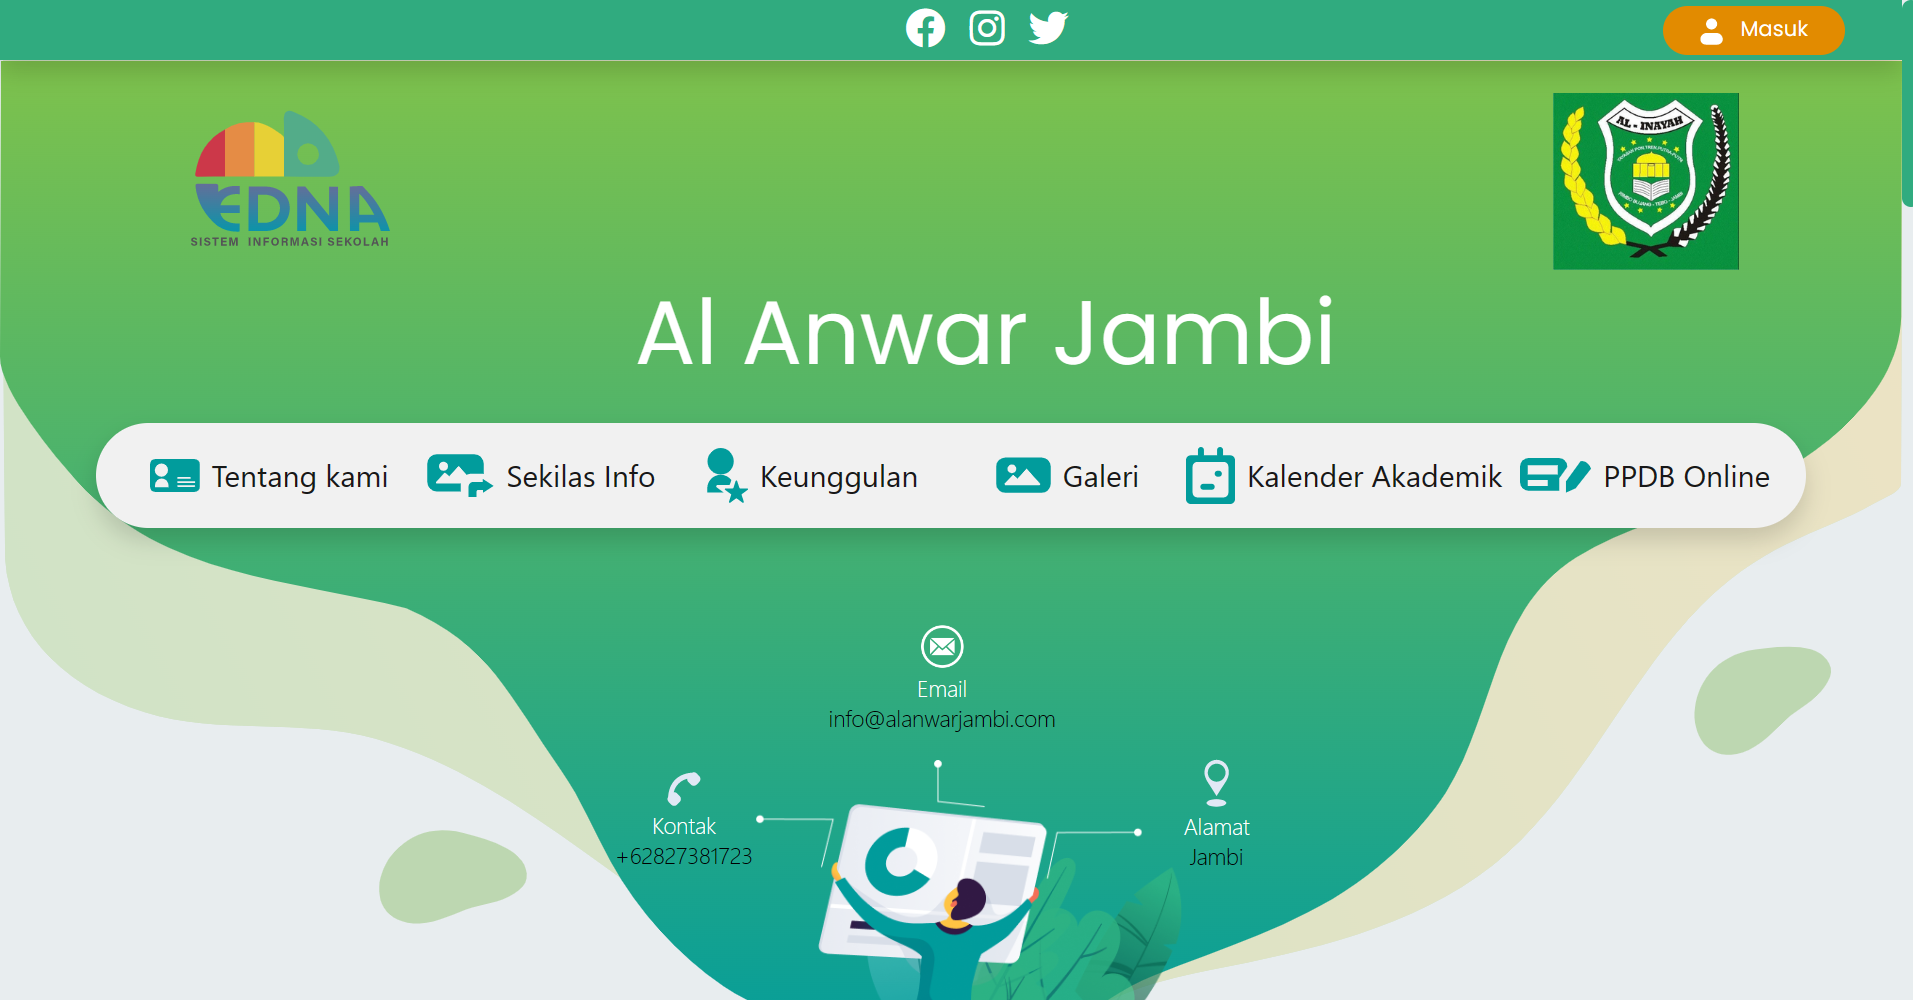 Masuk
EDNA
SISTEM INFORMASI SEKOLAH
AL - INAYAH
Al Anwar Jambi
Tentang kami
Sekilas Info
Keunggulan
Galeri
Kalender Akademik
PPDB Online
Email
info@alanwarjambi.com
Kontak
+62827381723
Alamat
Jambi